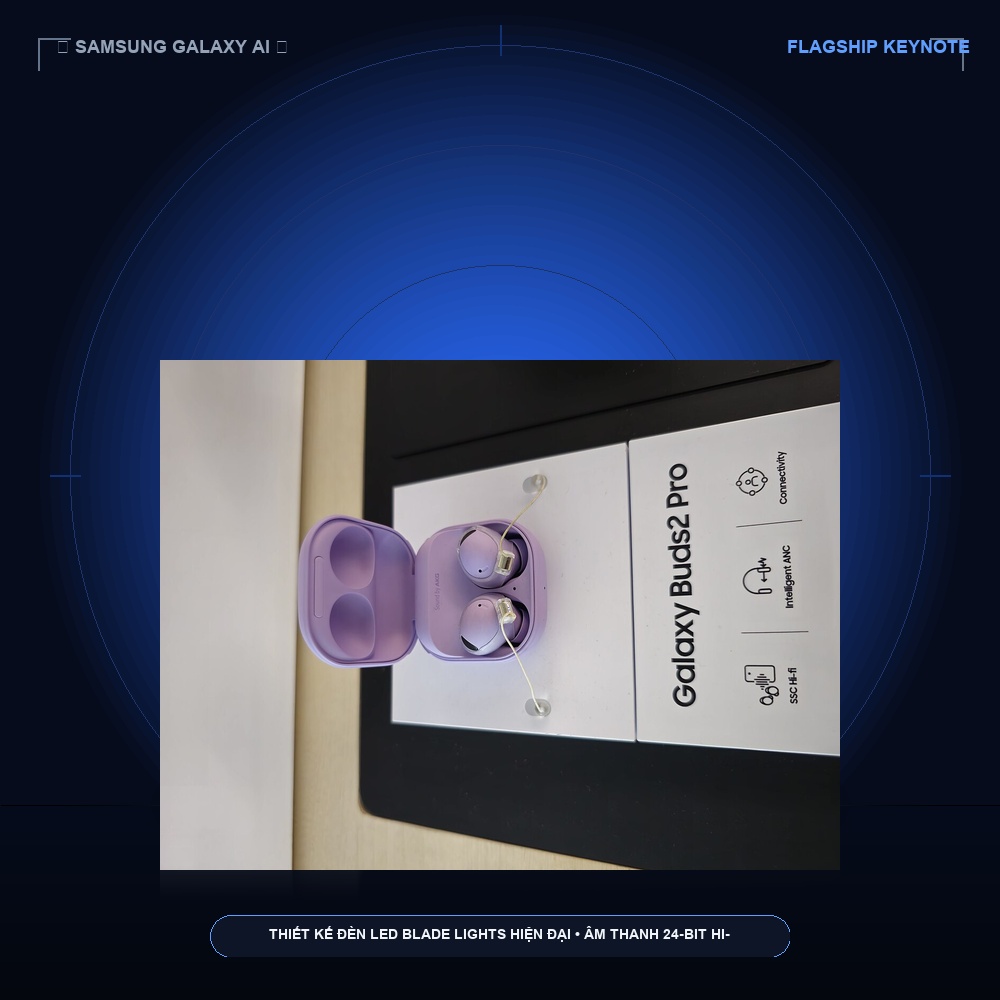 SAMSUNG GALAXY AI
FLAGSHIP KEYNOTE
Galaxy Buds2 Pro
SSC Hi-fi
Intelligent ANC
Connectivity
THIẾT KẾ ĐÈN LED BLADE LIGHTS HIỆN ĐẠI • ÂM THANH 24-BIT HI-